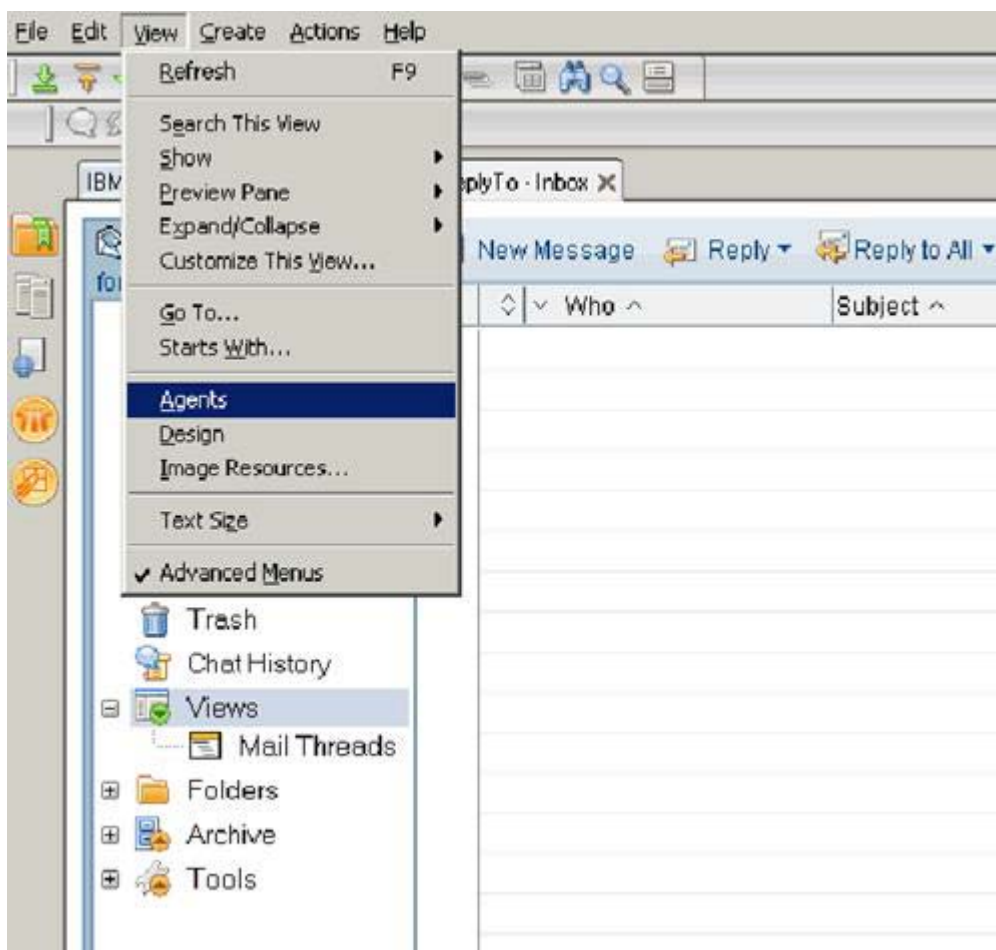 File Edit View Create Actions Help
Refresh F9
Search This View
Show
Preview Pane
Expand/Collapse
Customize This View...
Go To...
Starts With...
Agents
Design
Image Resources...
Text Size
Advanced Menus
IBM
plyTo - Inbox
New Message Reply Reply to All
for
Who Subject
Trash
Chat History
Views
Mail Threads
Folders
Archive
Tools